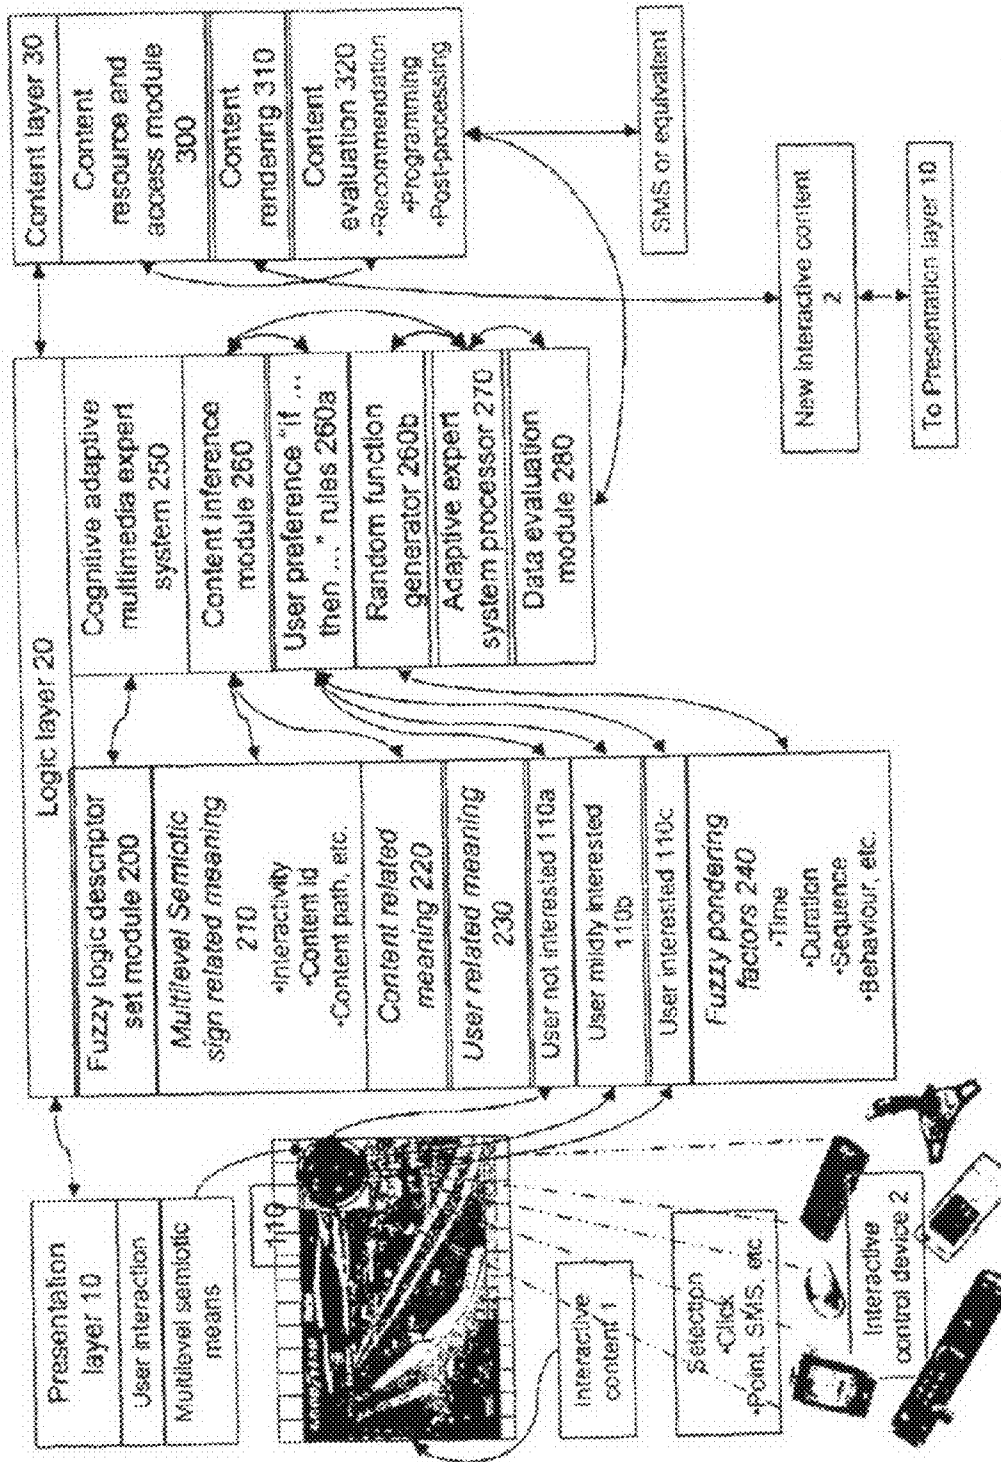 Presentation
layer 10
User interaction
Multilevel semiotic
means
110
Interactive
content 1
Selection
•Click
•Point, SMS, etc
Interactive
control device 2
Logic layer 20
Fuzzy logic descriptor
set module 200
Multilevel Semiotic
sign related meaning
210
•Interactivity
•Content id
•Content path, etc.
Content related
meaning 220
User related meaning
230
User not interested 110a
User mildly interested
110b
User interested 110c
Fuzzy pondering
factors 240
•Time
•Duration
•Sequence
•Behaviour, etc.
Cognitive adaptive
multimedia expert
system 250
Content inference
module 260
User preference "if ...
then ..." rules 260a
Random function
generator 260b
Adaptive expert
system processor 270
Data evaluation
module 280
Content layer 30
Content
resource and
access module
300
Content
rendering 310
Content
evaluation 320
•Recommendation
•Programming
•Post-processing
SMS or equivalent
New interactive content
2
To Presentation layer 10